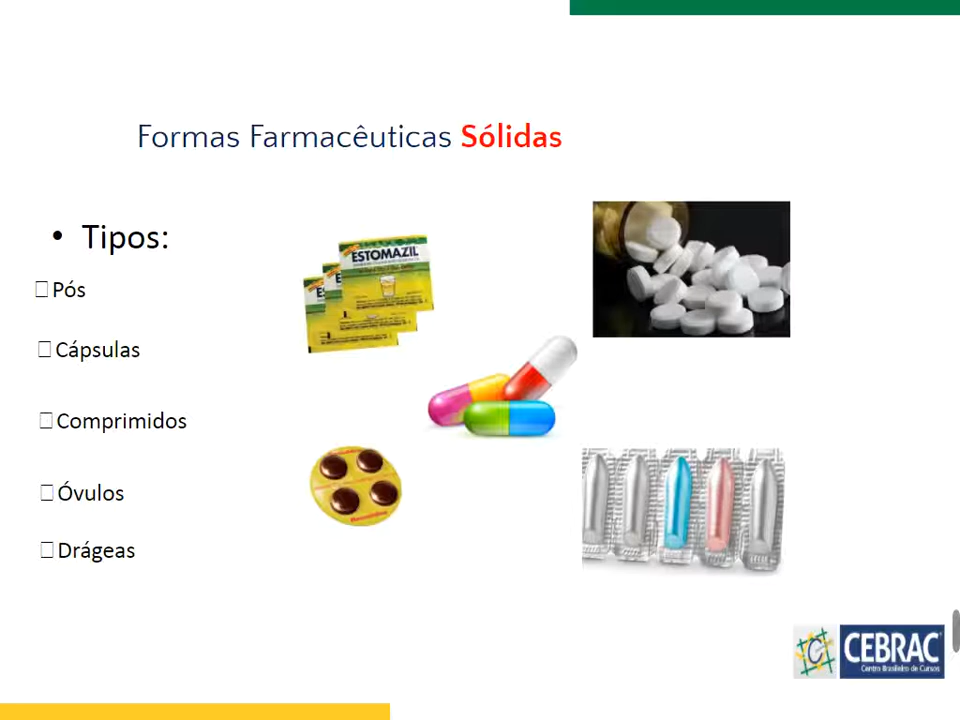 Formas Farmacêuticas Sólidas
• Tipos:
Pós
Cápsulas
Comprimidos
Óvulos
Drágeas
ESTOMAZIL
CEBRAC
Centro Brasileiro de Cursos